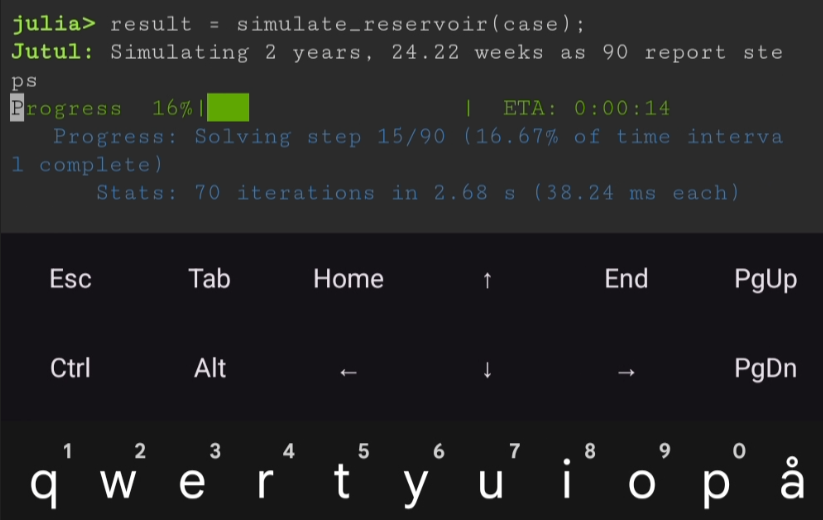 julia> result = simulate_reservoir(case);
Jutul: Simulating 2 years, 24.22 weeks as 90 report ste
ps
Progress  16%|  |  ETA: 0:00:14
Progress: Solving step 15/90 (16.67% of time interva
l complete)
Stats: 70 iterations in 2.68 s (38.24 ms each)
Esc Tab Home ↑ End PgUp
Ctrl Alt ← ↓ → PgDn
1 2 3 4 5 6 7 8 9 0
q w e r t y u i o p å